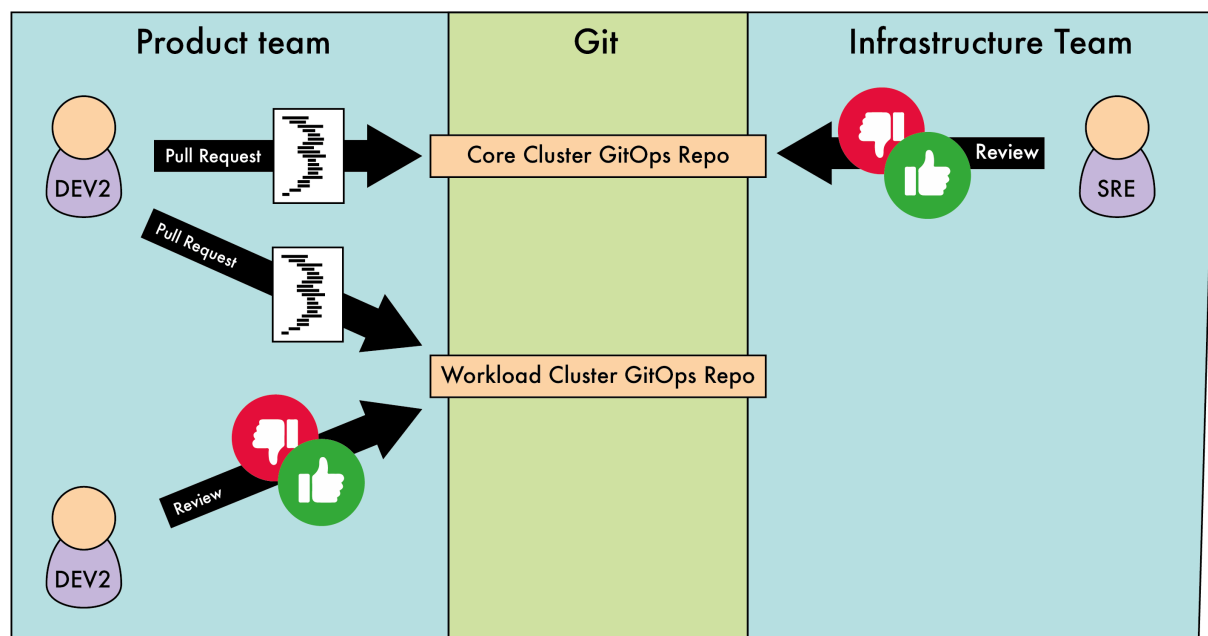 Product team
Git
Infrastructure Team
DEV2
Pull Request
Core Cluster GitOps Repo
Review
SRE
Pull Request
Workload Cluster GitOps Repo
Review
DEV2